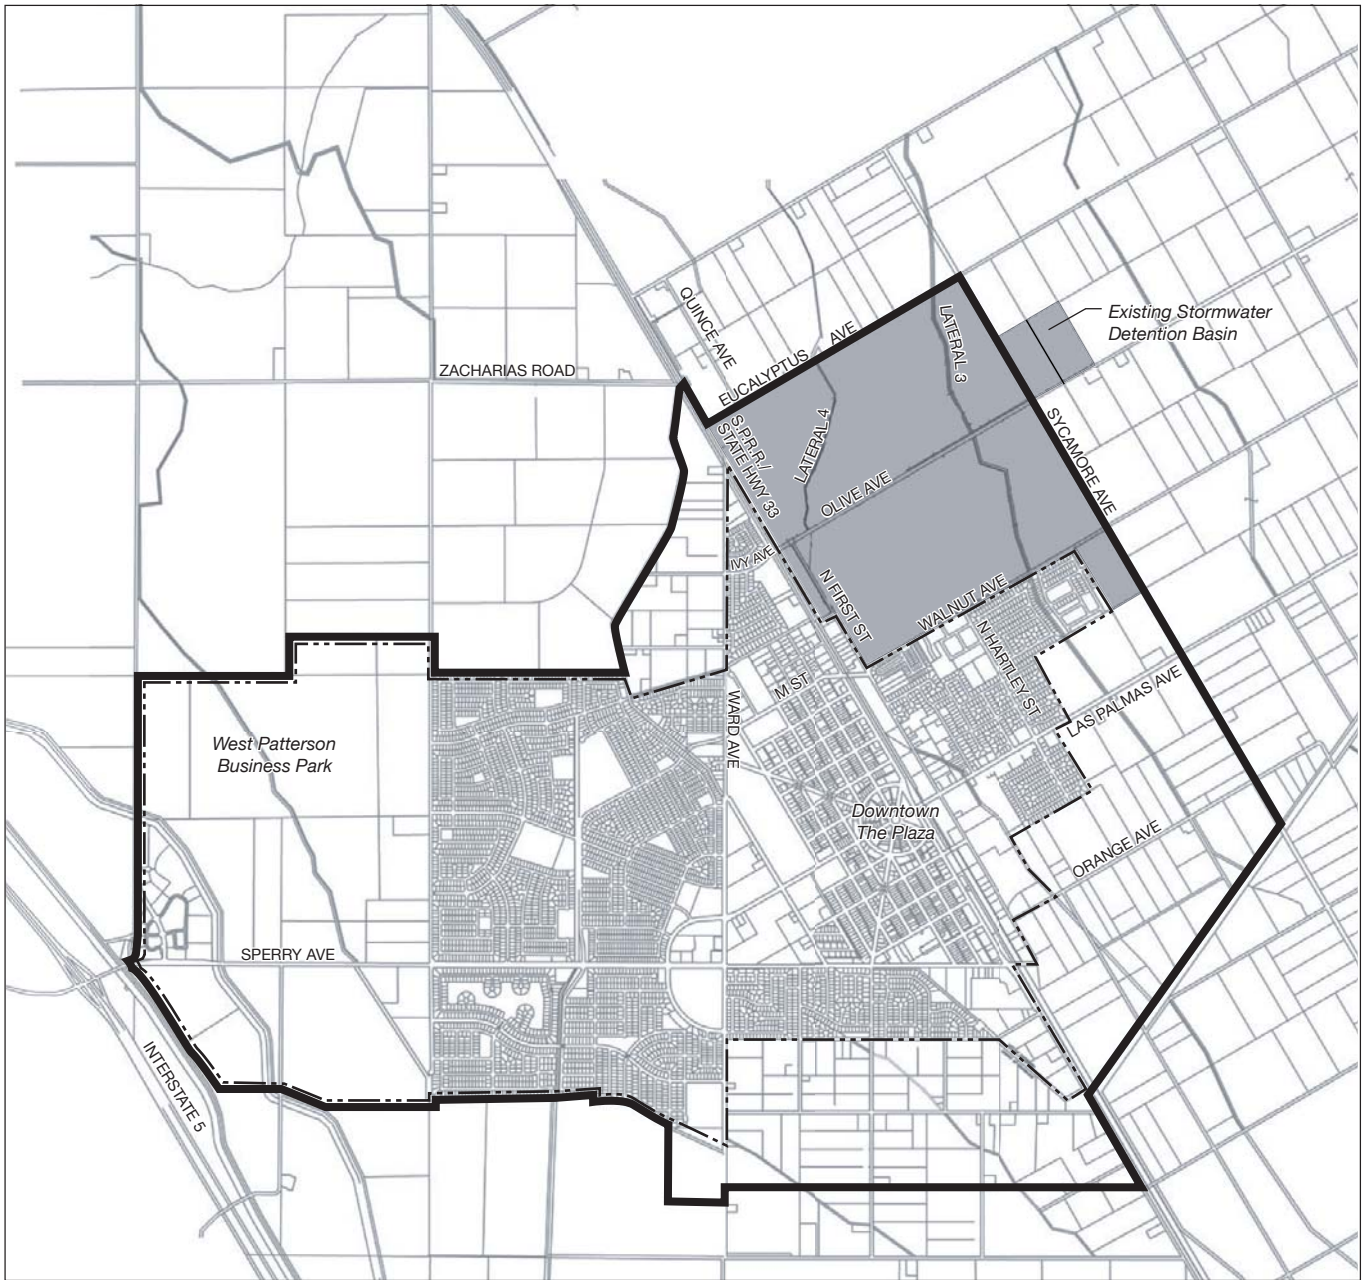 Existing Stormwater
Detention Basin
QUINCE AVE
EUCALYPTUS AVE
LATERAL 3
ZACHARIAS ROAD
S.P.R.R./
STATE HWY 33
LATERAL 4
SYCAMORE AVE
OLIVE AVE
IVY AVE
N FIRST ST
WALNUT AVE
N HARTLEY ST
M ST
LAS PALMAS AVE
WARD AVE
West Patterson
Business Park
Downtown
The Plaza
ORANGE AVE
SPERRY AVE
INTERSTATE 5